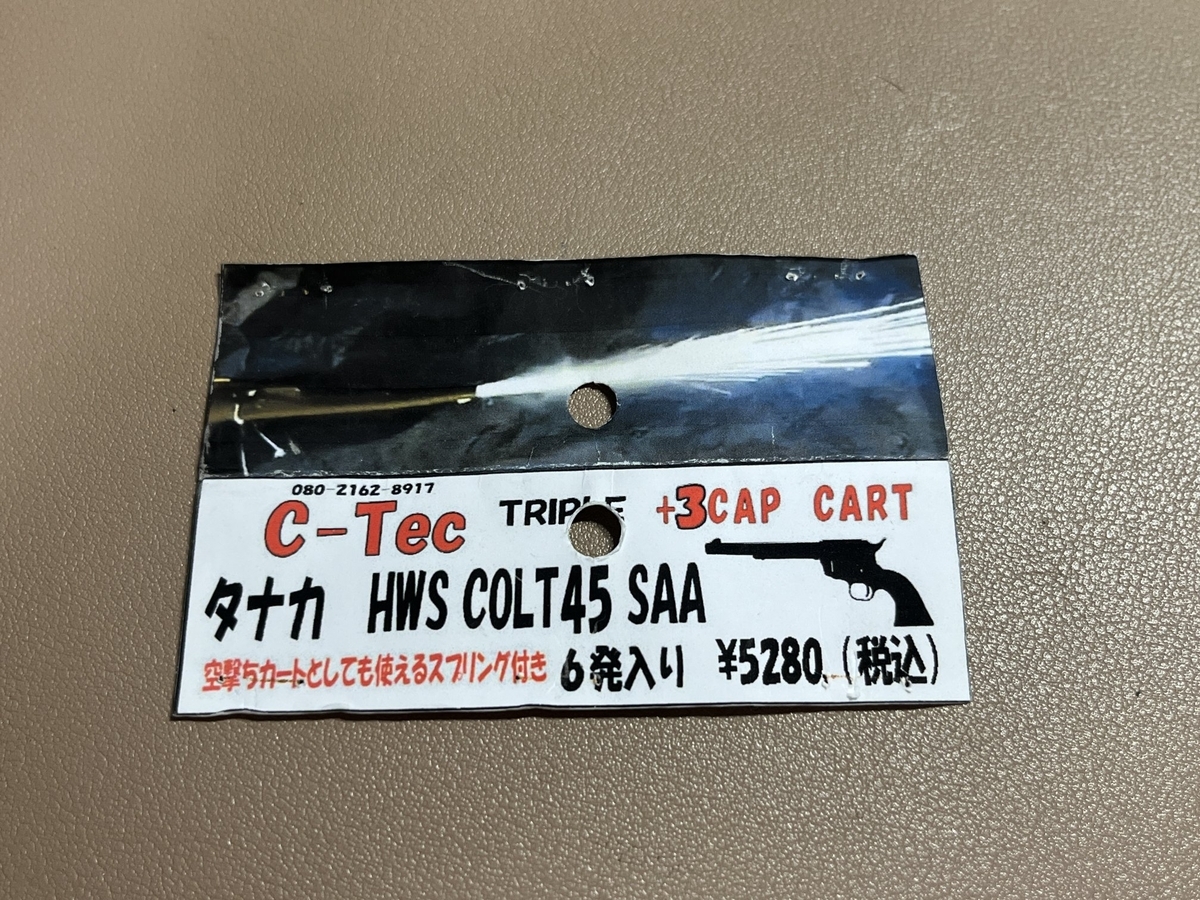 080-2162-8917
C-Tec TRIPLE +3CAP CART
タナカ HWS COLT45 SAA
空撃ちカートとしても使えるスプリング付き 6発入り ¥5280.(税込)